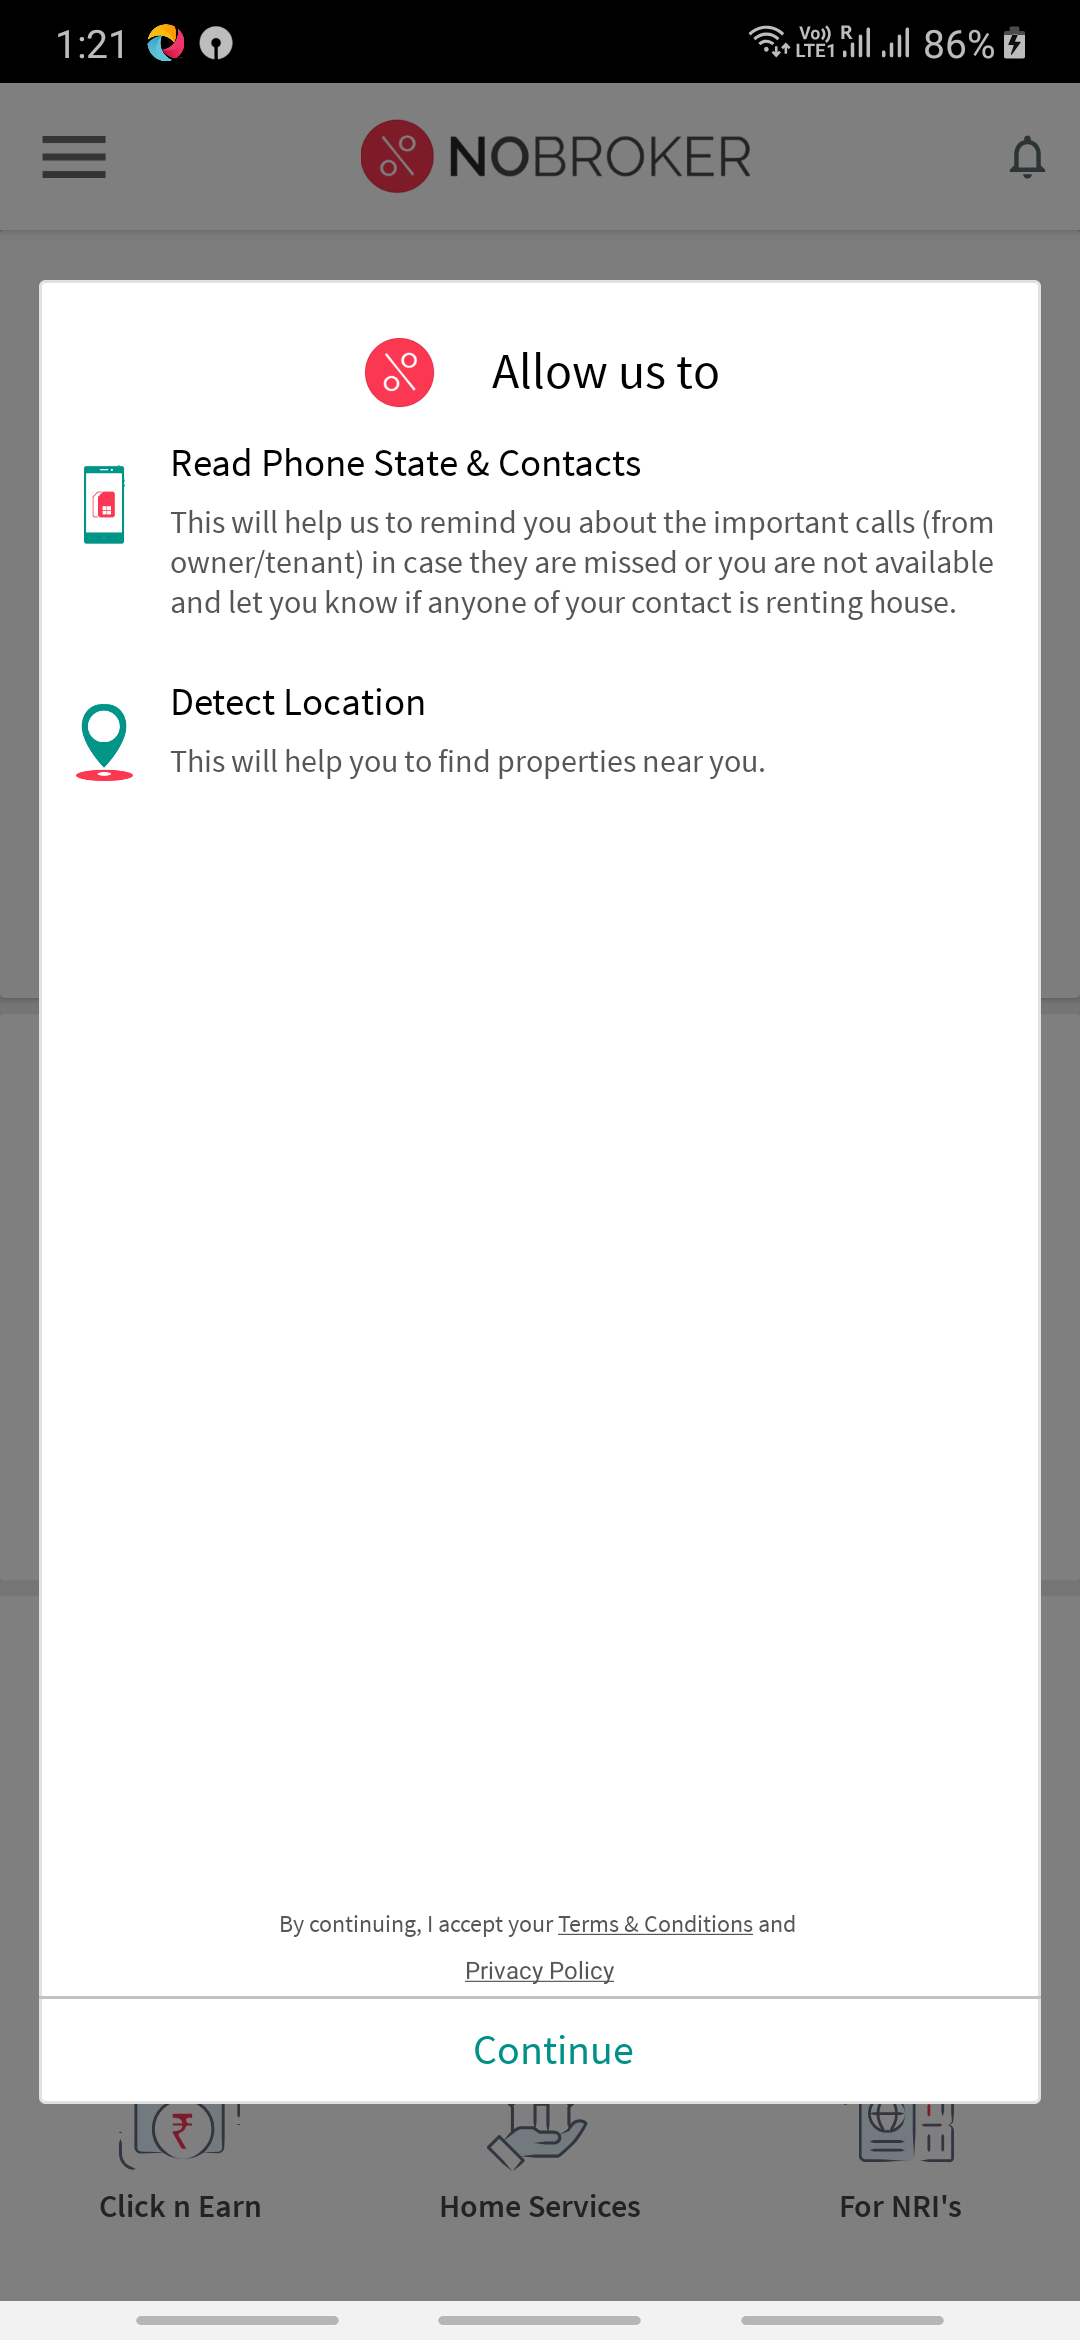 1:21 Vo)) LTE1 R 86%
NOBROKER
Allow us to
Read Phone State & Contacts
This will help us to remind you about the important calls (from
owner/tenant) in case they are missed or you are not available
and let you know if anyone of your contact is renting house.
Detect Location
This will help you to find properties near you.
By continuing, I accept your Terms & Conditions and
Privacy Policy
Continue
₹
Click n Earn Home Services For NRI's